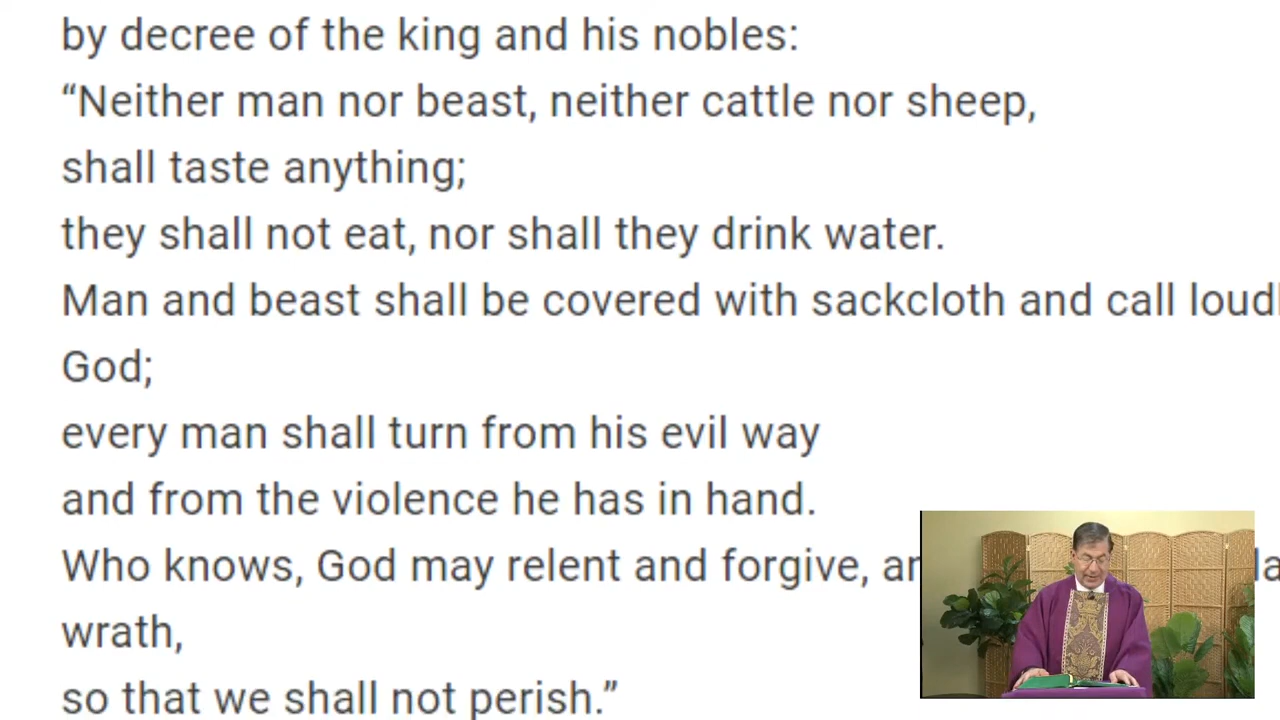 by decree of the king and his nobles:
“Neither man nor beast, neither cattle nor sheep,
shall taste anything;
they shall not eat, nor shall they drink water.
Man and beast shall be covered with sackcloth and call
God;
every man shall turn from his evil way
and from the violence he has in hand.
Who knows, God may relent and forgive,
wrath,
so that we shall not perish.”